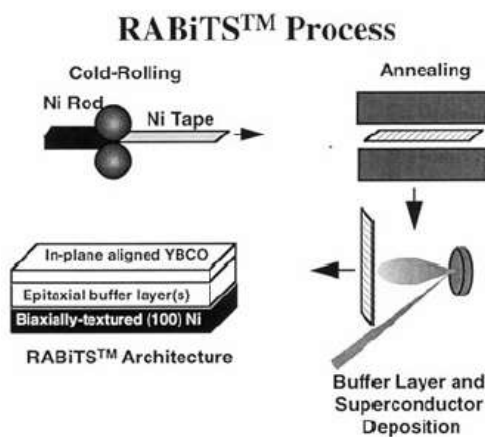 RABiTS™ Process
Cold-Rolling
Ni Rod
Ni Tape
Annealing
In-plane aligned YBCO
Epitaxial buffer layer(s)
Biaxially-textured (100) Ni
RABiTS™ Architecture
Buffer Layer and
Superconductor
Deposition